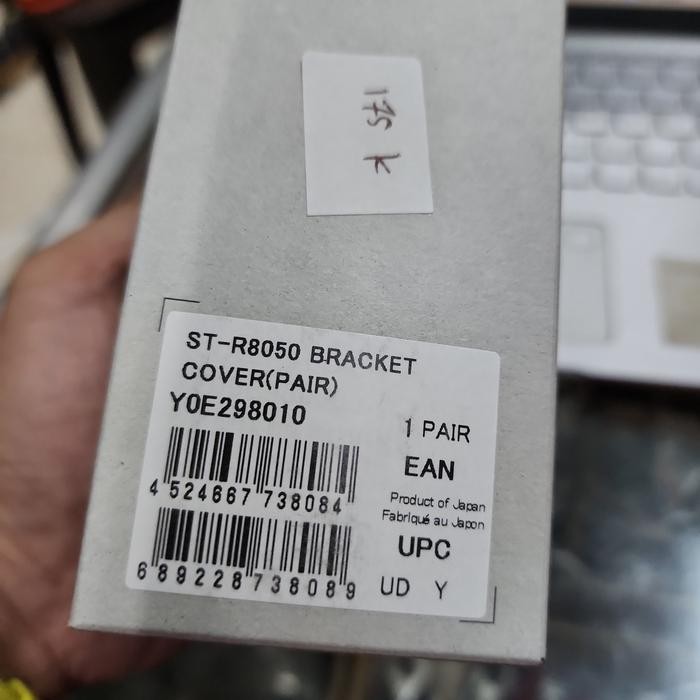 175 k
ST-R8050 BRACKET
COVER(PAIR)
Y0E298010
1 PAIR
EAN
4 524667 738084
Product of Japan
Fabriqué au Japon
UPC
6 89228 73808 9
UD Y